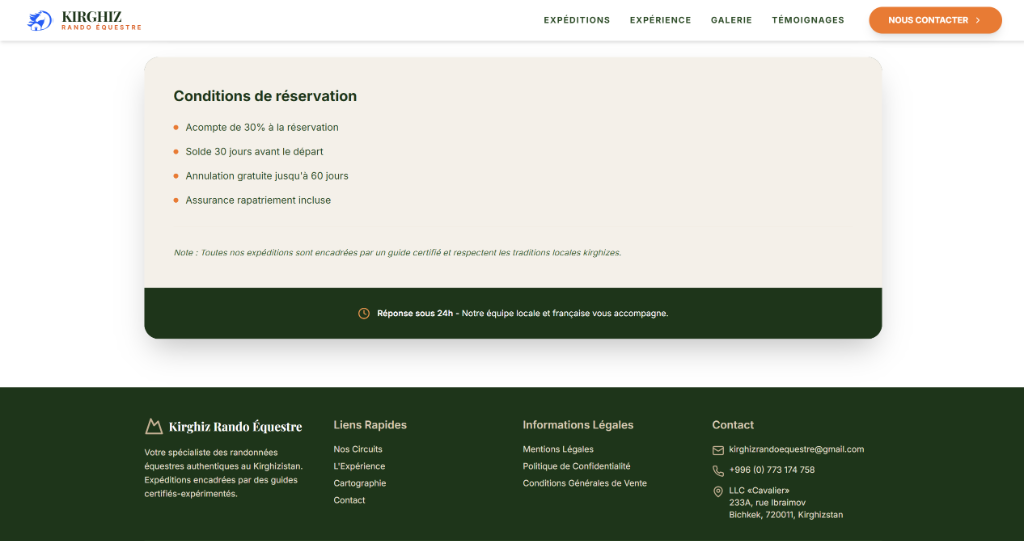 KIRGHIZ
RANDO ÉQUESTRE
EXPÉDITIONS
EXPÉRIENCE
GALERIE
TÉMOIGNAGES
NOUS CONTACTER
Conditions de réservation
Acompte de 30% à la réservation
Solde 30 jours avant le départ
Annulation gratuite jusqu'à 60 jours
Assurance rapatriement incluse
Note : Toutes nos expéditions sont encadrées par un guide certifié et respectent les traditions locales kirghizes.
Réponse sous 24h - Notre équipe locale et française vous accompagne.
Kirghiz Rando Équestre
Votre spécialiste des randonnées
équestres authentiques au Kirghizistan.
Expéditions encadrées par des guides
certifiés-expérimentés.
Liens Rapides
Nos Circuits
L'Expérience
Cartographie
Contact
Informations Légales
Mentions Légales
Politique de Confidentialité
Conditions Générales de Vente
Contact
kirghizrandoequestre@gmail.com
+996 (0) 773 174 758
LLC «Cavalier»
233A, rue Ibraimov
Bichkek, 720011, Kirghizstan